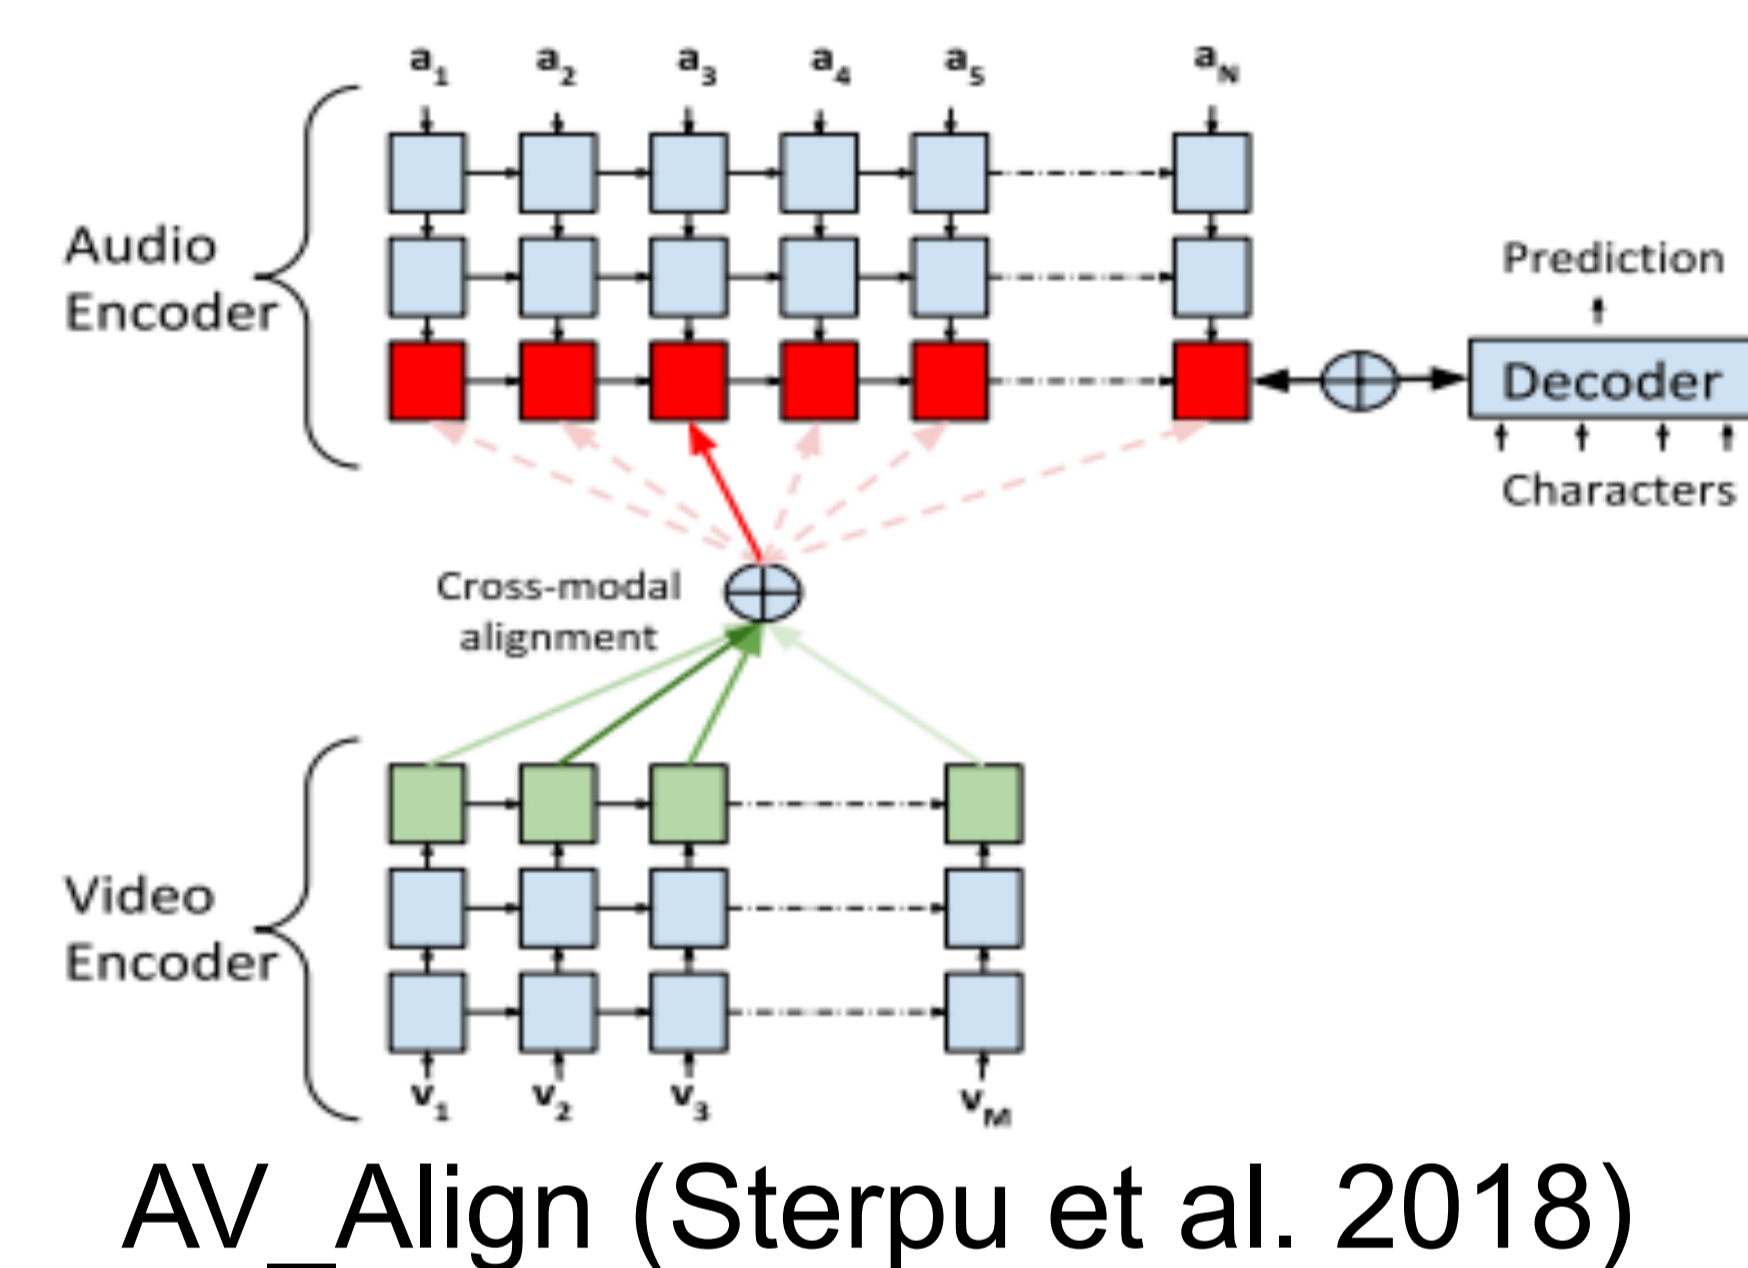 a1 a2 a3 a4 a5 aN
Audio
Encoder
Prediction
Decoder
Characters
Cross-modal
alignment
Video
Encoder
v1 v2 v3 vM
AV_Align (Sterpu et al. 2018)